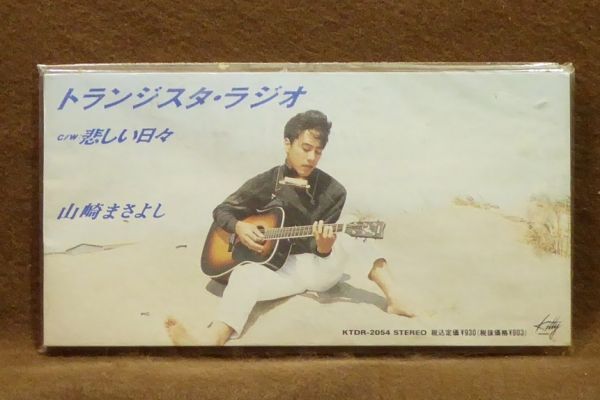 トランジスタ・ラジオ
C/W 悲しい日々
山崎まさよし
KTDR-2054 STEREO 税込定価¥930(税抜価格¥903)
Kitty